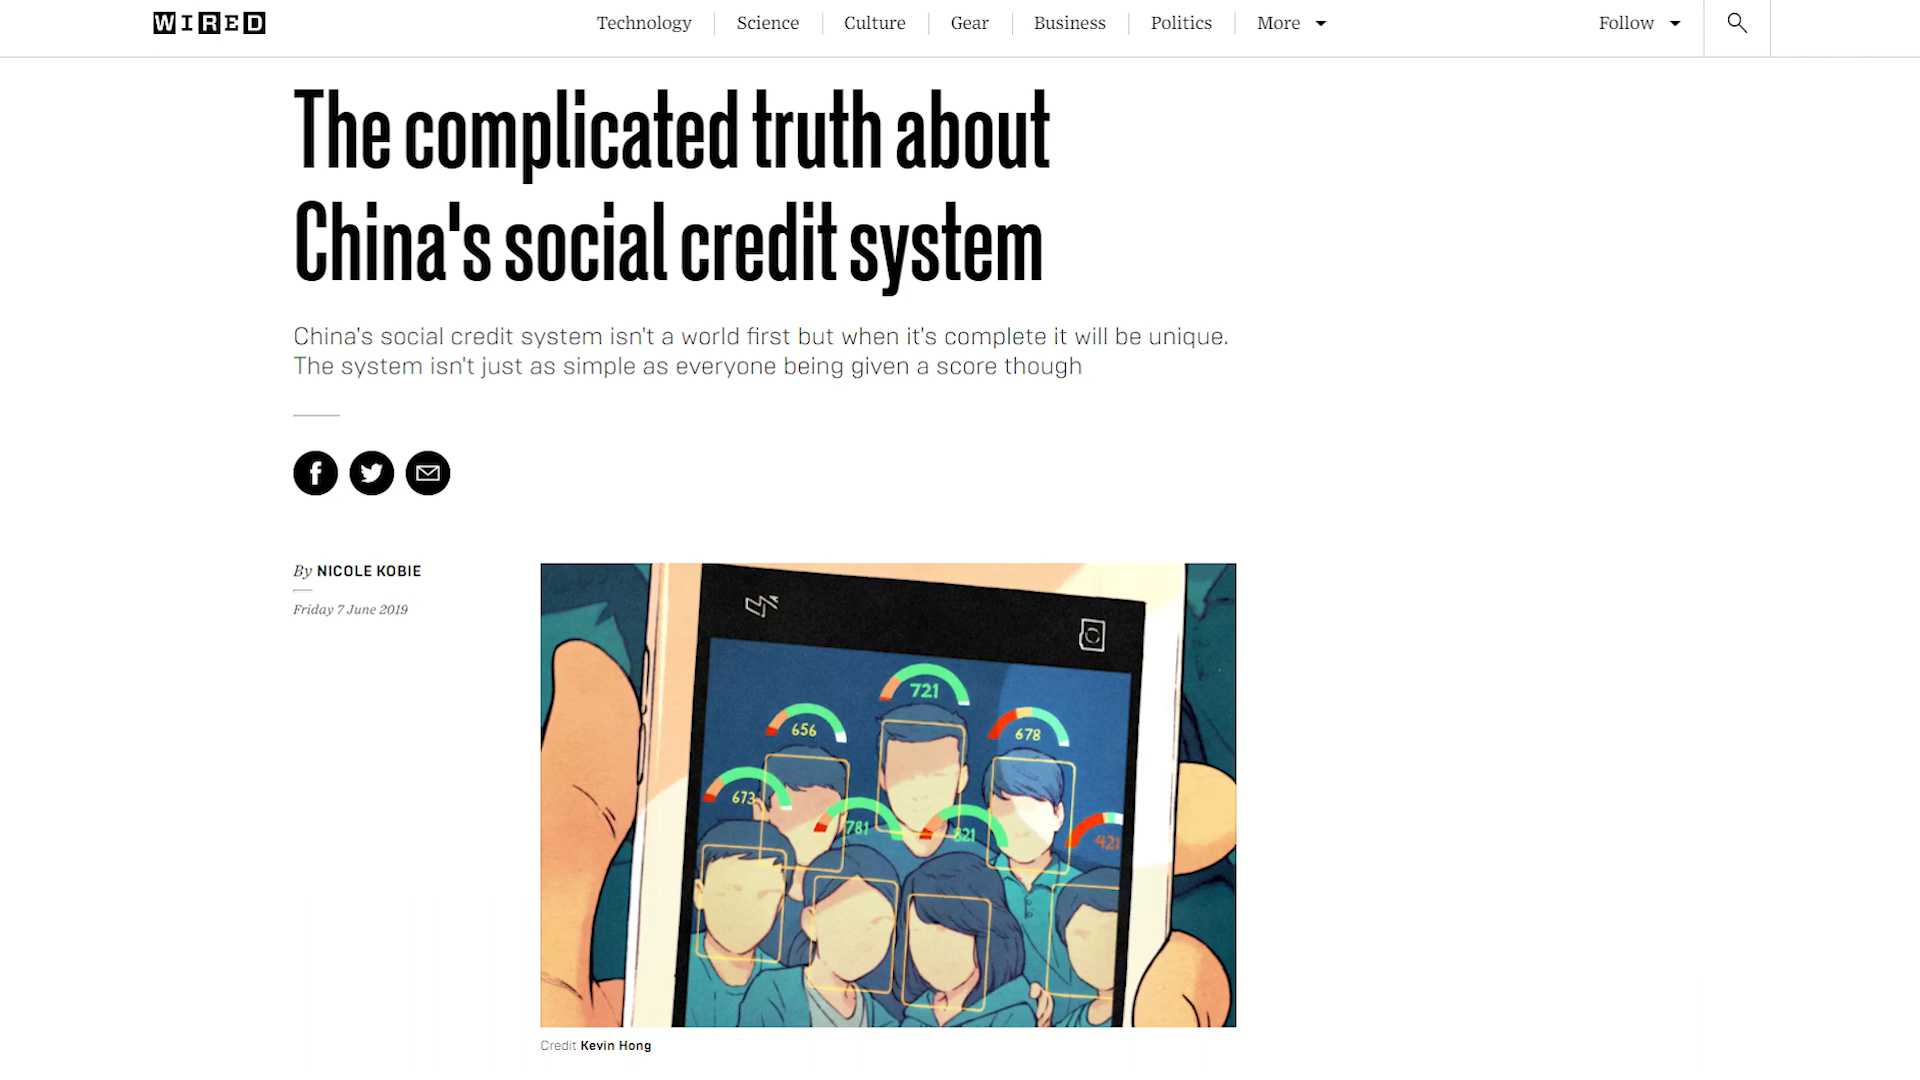 WIRED
Technology
Science
Culture
Gear
Business
Politics
More
Follow
The complicated truth about
China's social credit system
China's social credit system isn't a world first but when it's complete it will be unique.
The system isn't just as simple as everyone being given a score though
By NICOLE KOBIE
Friday 7 June 2019
721
656
678
673
781
821
421
Credit Kevin Hong